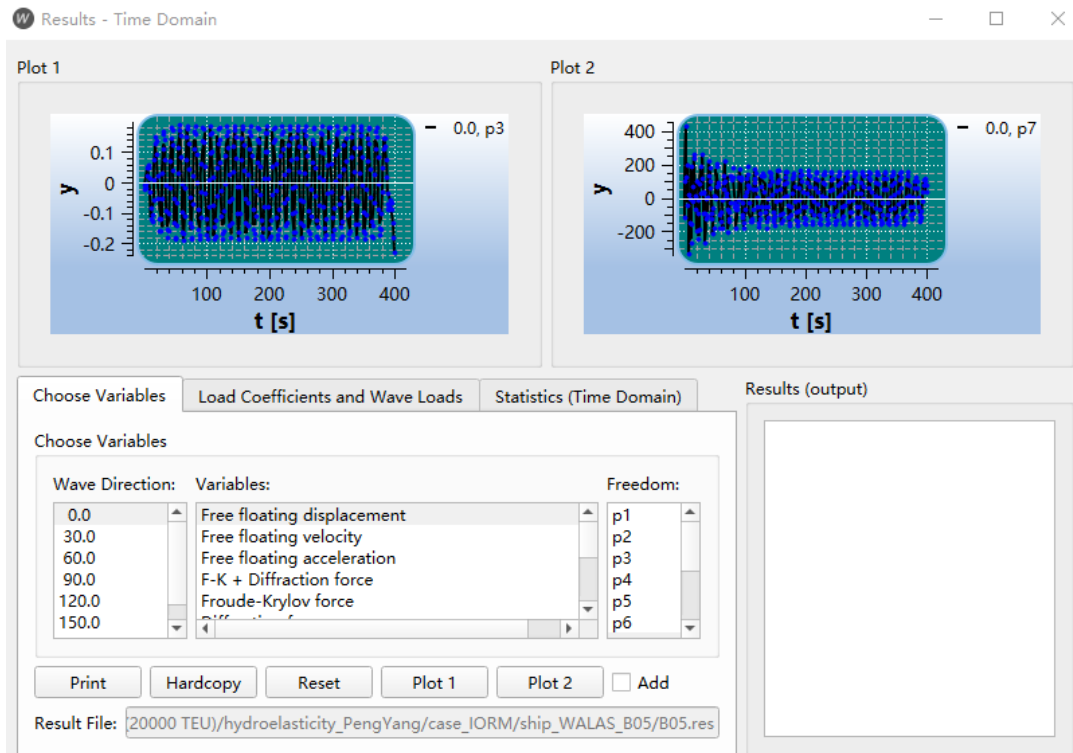 W Results - Time Domain
Plot 1
Plot 2
0.0, p3
0.1
0
-0.1
-0.2
y
100 200 300 400
t [s]
0.0, p7
400
200
0
-200
y
100 200 300 400
t [s]
Choose Variables
Load Coefficients and Wave Loads
Statistics (Time Domain)
Results (output)
Choose Variables
Wave Direction:
Variables:
Freedom:
0.0
30.0
60.0
90.0
120.0
150.0
Free floating displacement
Free floating velocity
Free floating acceleration
F-K + Diffraction force
Froude-Krylov force
p1
p2
p3
p4
p5
p6
Print
Hardcopy
Reset
Plot 1
Plot 2
Add
Result File: (20000 TEU)/hydroelasticity_PengYang/case_IORM/ship_WALAS_B05/B05.res